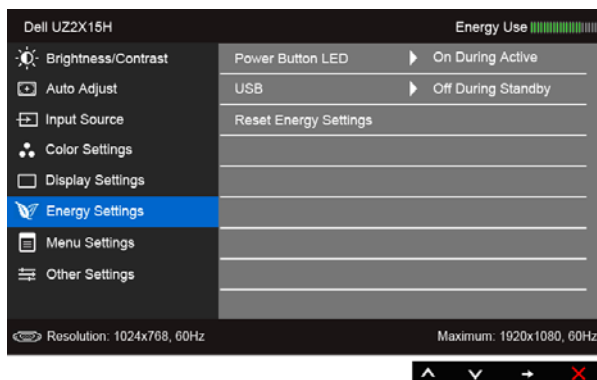 Dell UZ2X15H Energy Use
Brightness/Contrast Power Button LED On During Active
Auto Adjust USB Off During Standby
Input Source Reset Energy Settings
Color Settings
Display Settings
Energy Settings
Menu Settings
Other Settings
Resolution: 1024x768, 60Hz Maximum: 1920x1080, 60Hz